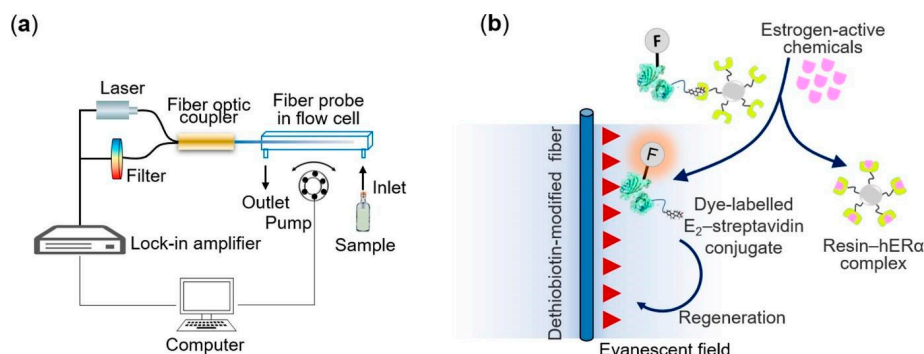 (a)
Laser
Fiber optic
coupler
Fiber probe
in flow cell
Filter
Outlet
Pump
Inlet
Sample
Lock-in amplifier
Computer
(b)
F
Estrogen-active
chemicals
Dethiobiotin-modified fiber
F
Dye-labelled
E₂–streptavidin
conjugate
Resin–hERα
complex
Regeneration
Evanescent field